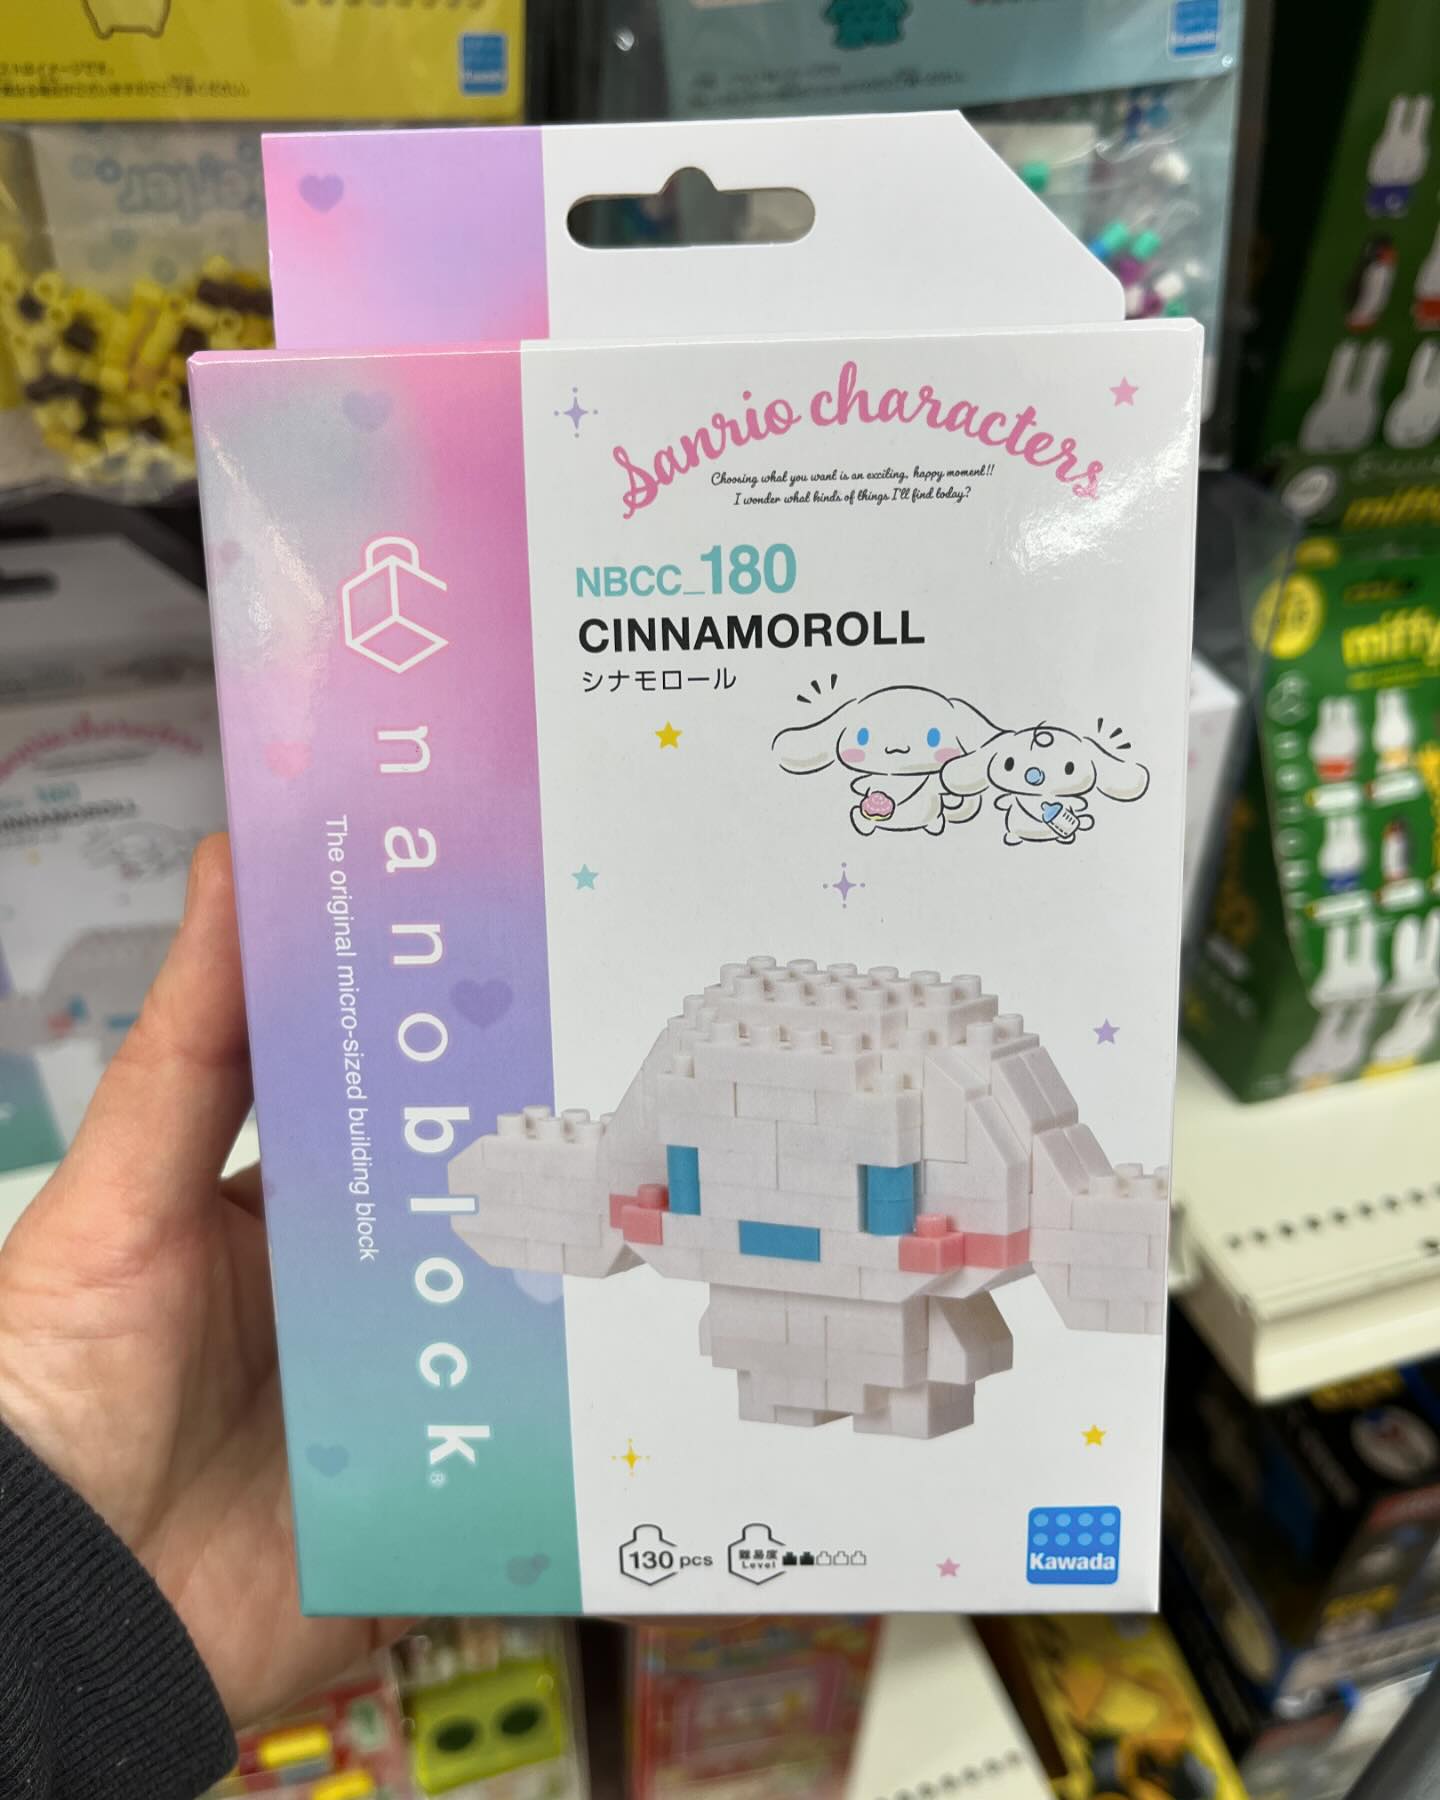 Sanrio characters
Choosing what you want is an exciting, happy moment!!
I wonder what kinds of things I'll find today?
NBCC_180
CINNAMOROLL
シナモロール
nanoblock®
The original micro-sized building block
130 pcs
難易度
Level
Kawada
miffy